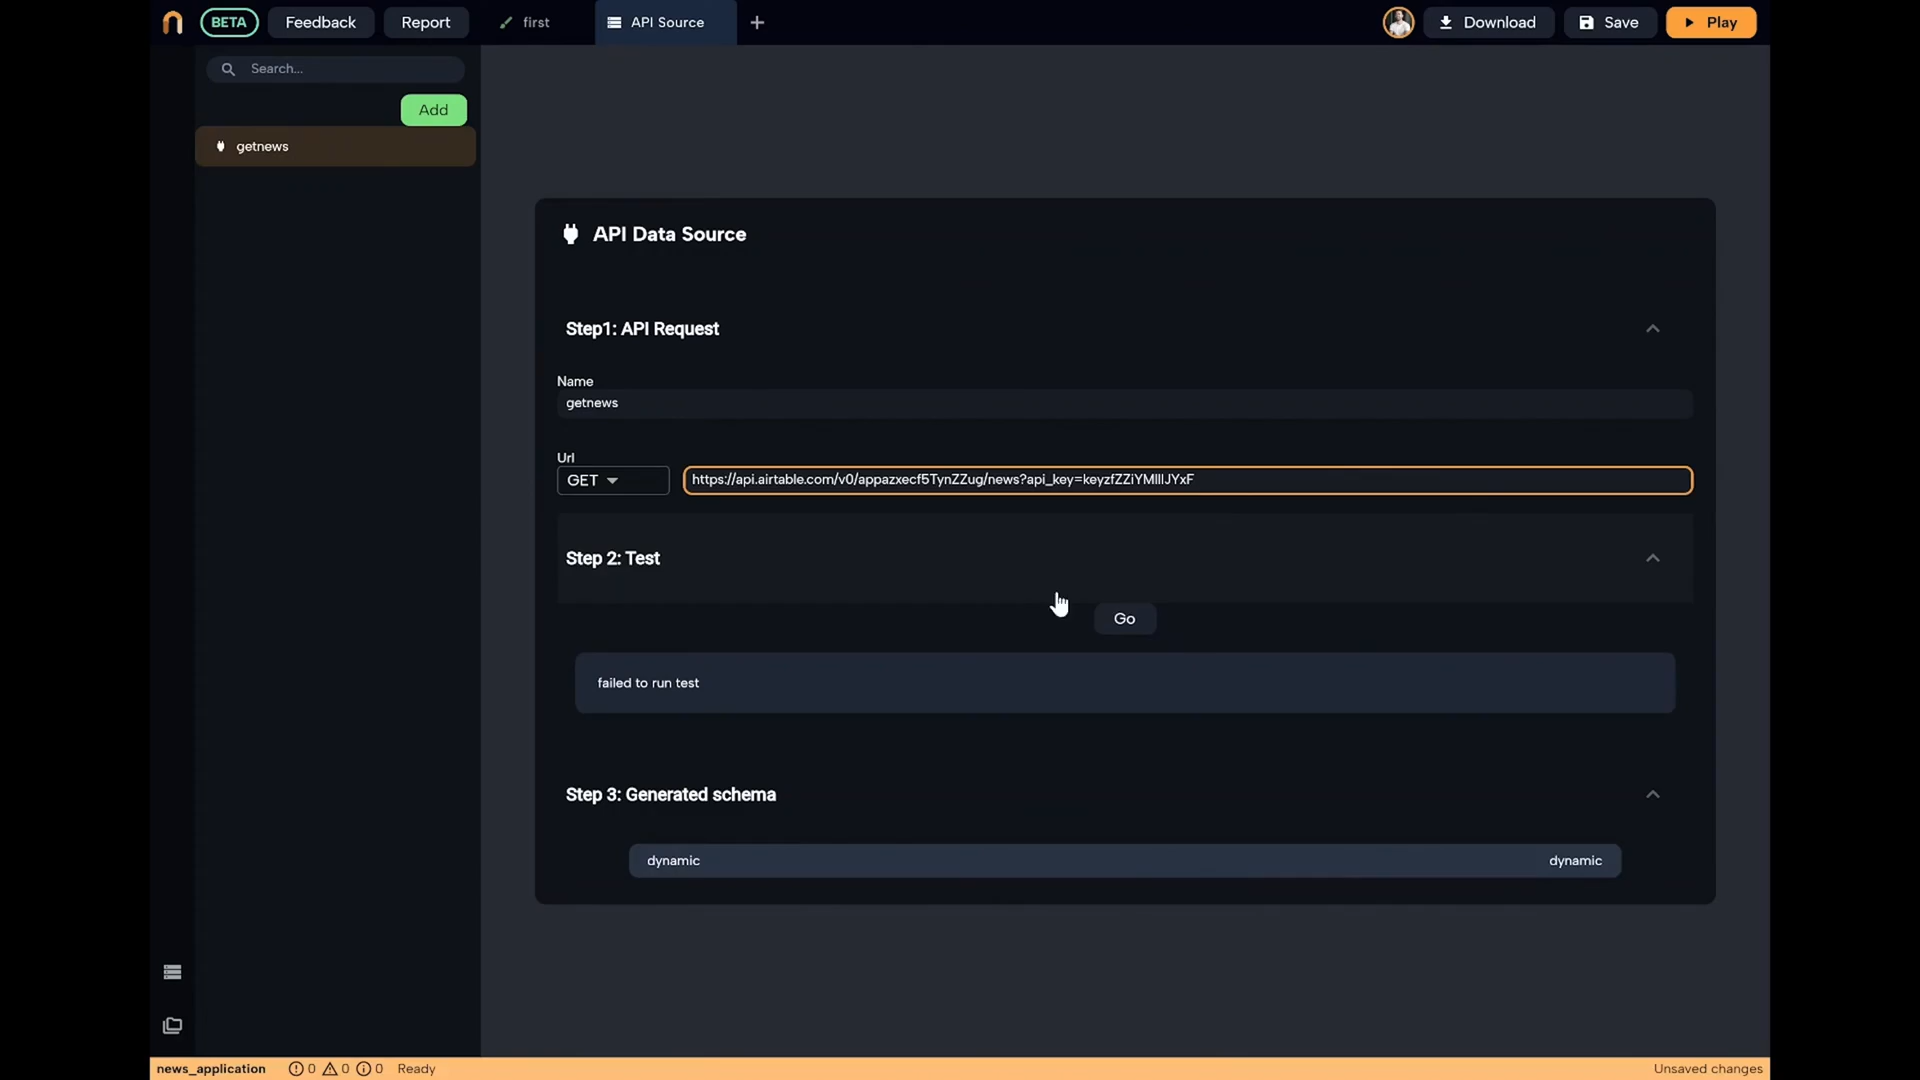 BETA Feedback Report first API Source Download Save Play
Search...
Add
getnews
API Data Source
Step1: API Request
Name
getnews
Url
GET https://api.airtable.com/v0/appazxecf5TynZZug/news?api_key=keyzfZZiYMIIIJYxF
Step 2: Test
Go
failed to run test
Step 3: Generated schema
dynamic dynamic
news_application 0 0 0 Ready Unsaved changes